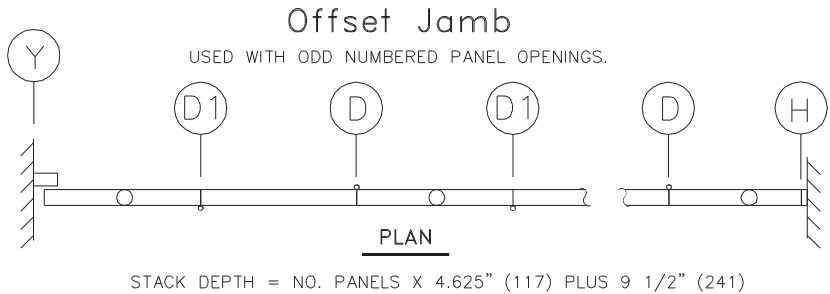 Offset Jamb
USED WITH ODD NUMBERED PANEL OPENINGS.
Y
D1
D
D1
D
H
PLAN
STACK DEPTH = NO. PANELS X 4.625” (117) PLUS 9 1/2” (241)